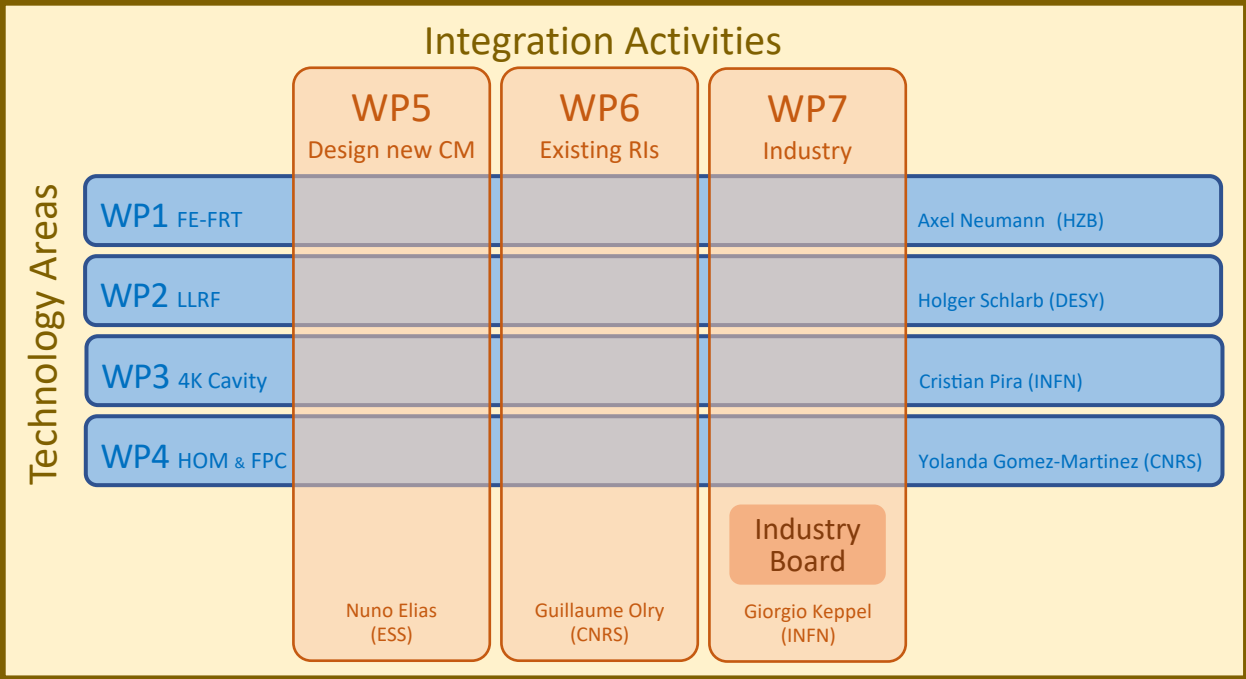 Integration Activities
WP5
Design new CM
WP6
Existing RIs
WP7
Industry
Technology Areas
WP1 FE-FRT
Axel Neumann (HZB)
WP2 LLRF
Holger Schlarb (DESY)
WP3 4K Cavity
Cristian Pira (INFN)
WP4 HOM & FPC
Yolanda Gomez-Martinez (CNRS)
Industry
Board
Nuno Elias
(ESS)
Guillaume Olry
(CNRS)
Giorgio Keppel
(INFN)